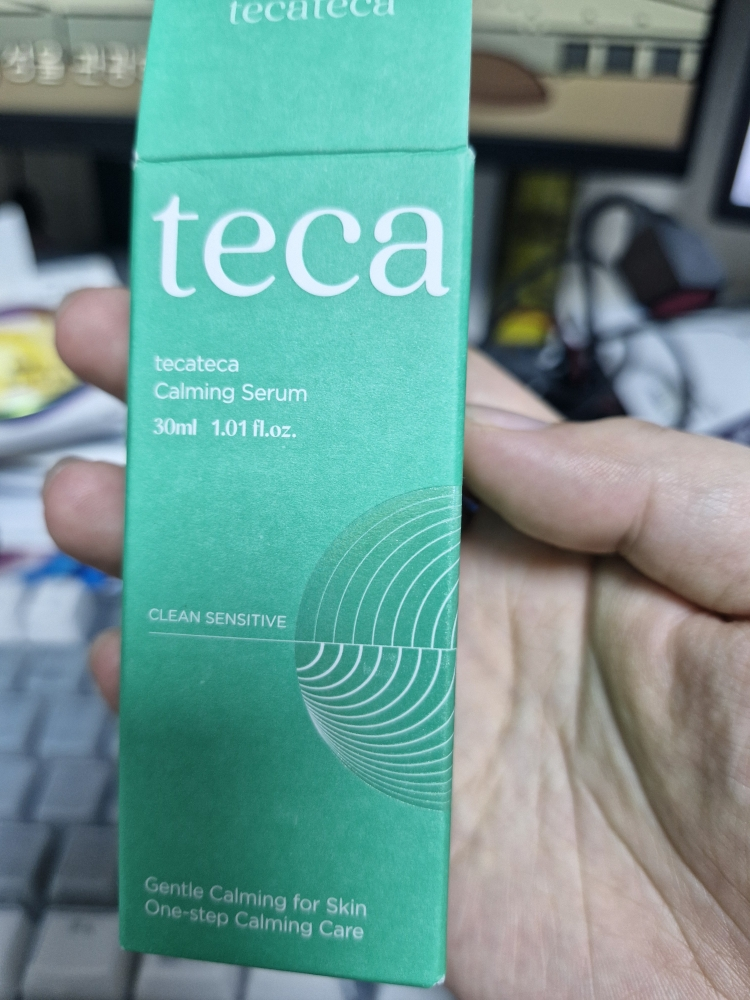 tecateca
teca
tecateca
Calming Serum
30ml 1.01 fl.oz.
CLEAN SENSITIVE
Gentle Calming for Skin
One-step Calming Care